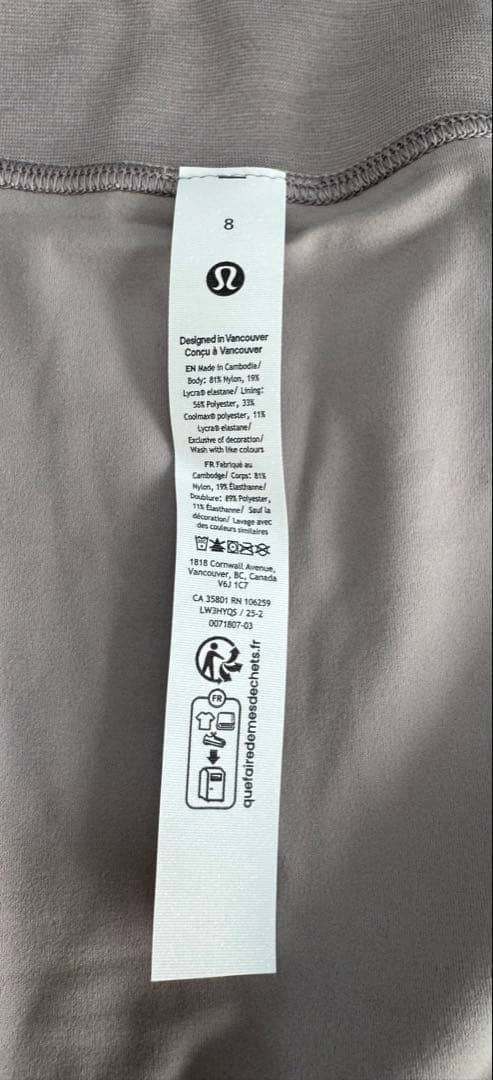 8
Designed in Vancouver
Conçu à Vancouver
EN Made in Cambodia/
Body: 81% Nylon, 19%
Lycra® elastane/ Lining:
56% Polyester, 33%
Coolmax® polyester, 11%
Lycra® elastane/
Exclusive of decoration/
Wash with like colours
FR Fabriqué au
Cambodge/ Corps: 81%
Nylon, 19% Élasthanne/
Doublure: 89% Polyester,
11% Élasthanne/ Sauf la
décoration/ Lavage avec
des couleurs similaires
1818 Cornwall Avenue,
Vancouver, BC, Canada
V6J 1C7
CA 35801 RN 106259
LW3HYQS / 25-2
0071807-03
FR
quefairedemesdechets.fr